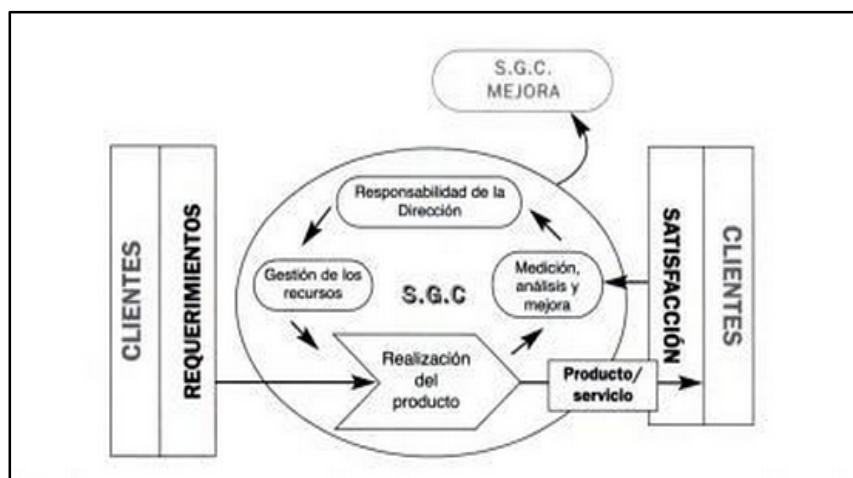 S.G.C.
MEJORA
CLIENTES
REQUERIMIENTOS
Responsabilidad de la
Dirección
Gestión de los
recursos
S.G.C
Medición,
análisis y
mejora
Realización
del
producto
Producto/
servicio
SATISFACCIÓN
CLIENTES